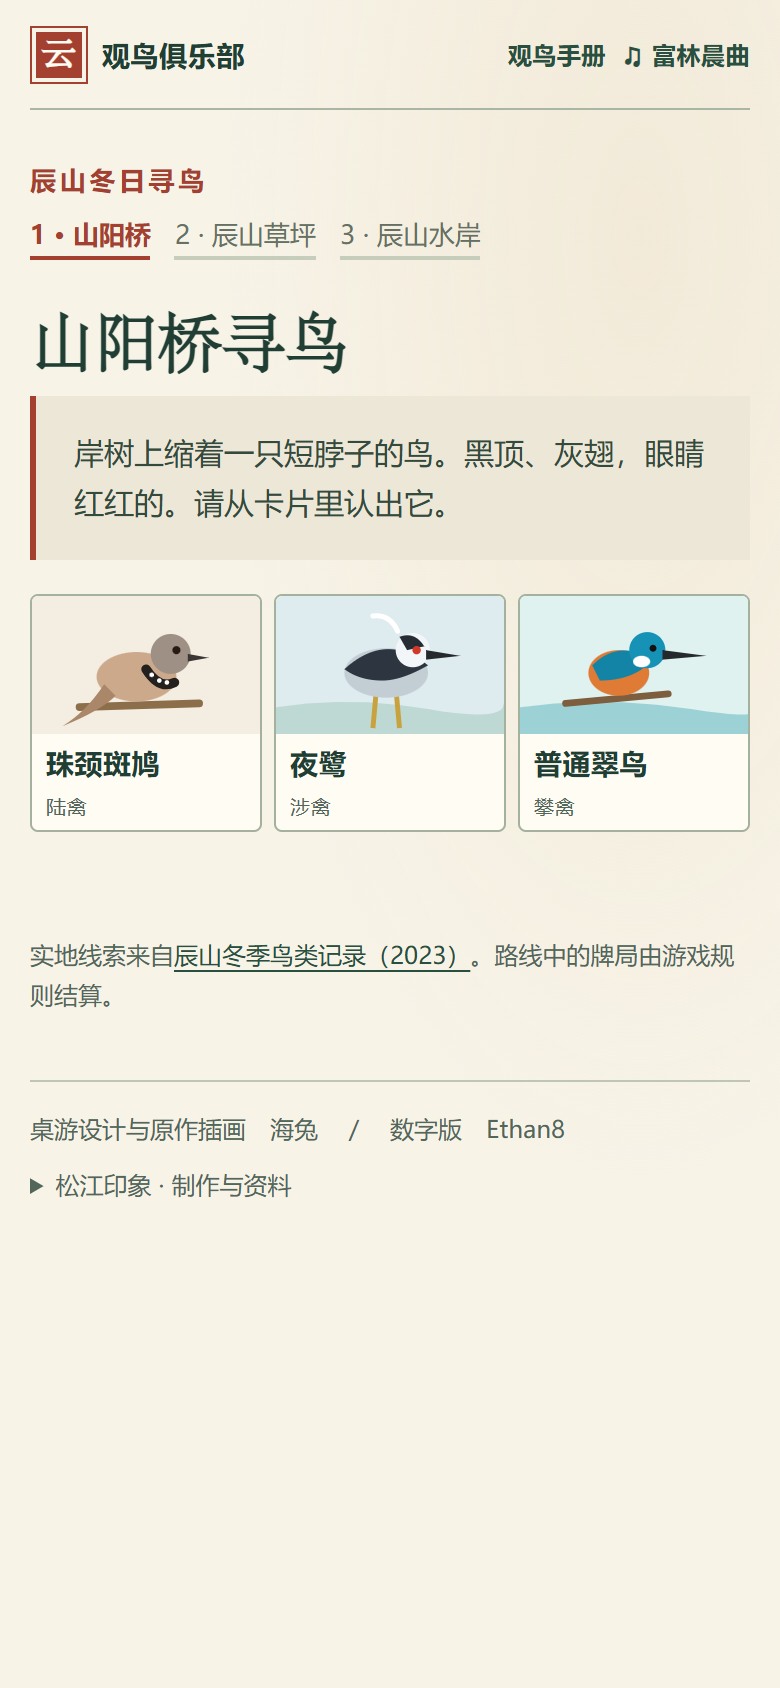 云 观鸟俱乐部 观鸟手册 ♫ 富林晨曲
辰山冬日寻鸟
1 · 山阳桥 2 · 辰山草坪 3 · 辰山水岸
山阳桥寻鸟
岸树上缩着一只短脖子的鸟。黑顶、灰翅，眼睛
红红的。请从卡片里认出它。
珠颈斑鸠 夜鹭 普通翠鸟
陆禽 涉禽 攀禽
实地线索来自辰山冬季鸟类记录（2023）。路线中的牌局由游戏规
则结算。
桌游设计与原作插画 海兔 / 数字版 Ethan8
▶ 松江印象 · 制作与资料